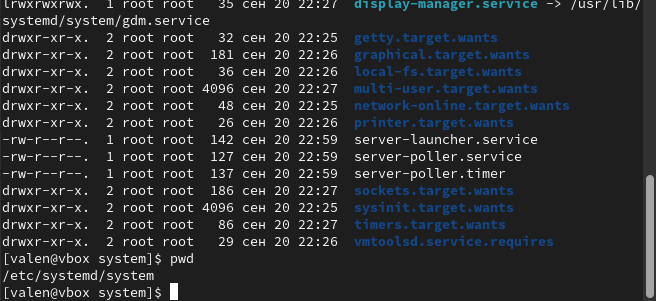 lrwxrwxrwx. 1 root root   35 сен 20 22:27  display-manager.service -> /usr/lib/
systemd/system/gdm.service
drwxr-xr-x. 2 root root   32 сен 20 22:25  getty.target.wants
drwxr-xr-x. 2 root root  181 сен 20 22:26  graphical.target.wants
drwxr-xr-x. 2 root root   36 сен 20 22:26  local-fs.target.wants
drwxr-xr-x. 2 root root 4096 сен 20 22:27  multi-user.target.wants
drwxr-xr-x. 2 root root   48 сен 20 22:25  network-online.target.wants
drwxr-xr-x. 2 root root   26 сен 20 22:26  printer.target.wants
-rw-r--r--. 1 root root  142 сен 20 22:59  server-launcher.service
-rw-r--r--. 1 root root  127 сен 20 22:59  server-poller.service
-rw-r--r--. 1 root root  137 сен 20 22:59  server-poller.timer
drwxr-xr-x. 2 root root  186 сен 20 22:27  sockets.target.wants
drwxr-xr-x. 2 root root 4096 сен 20 22:25  sysinit.target.wants
drwxr-xr-x. 2 root root   86 сен 20 22:27  timers.target.wants
drwxr-xr-x. 2 root root   29 сен 20 22:26  vmtoolsd.service.requires
[valen@vbox system]$ pwd
/etc/systemd/system
[valen@vbox system]$